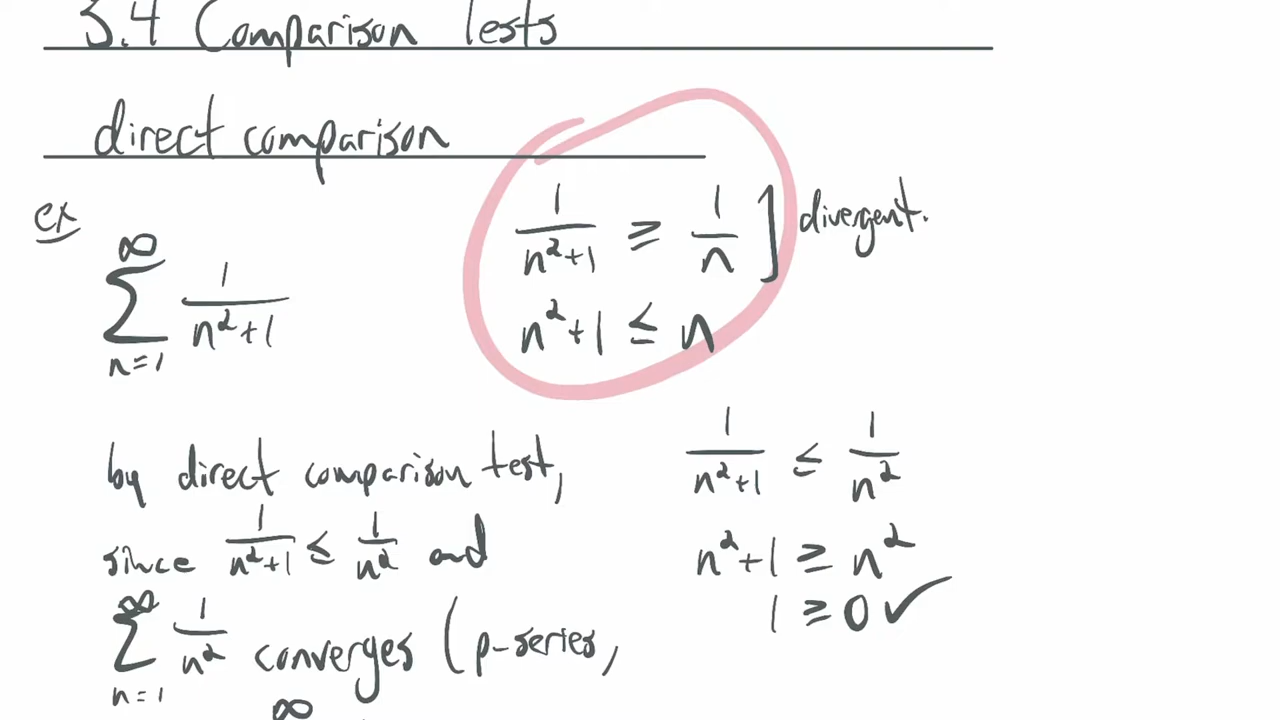 3.4 Comparison Tests
direct comparison
ex
∞
∑ 1/(n²+1)
n=1
1/(n²+1) ≥ 1/n ] divergent.
n²+1 ≤ n
by direct comparison test,
since 1/(n²+1) ≤ 1/n² and
∞
∑ 1/n² converges (p-series,
n=1
∞
1/(n²+1) ≤ 1/n²
n²+1 ≥ n²
1 ≥ 0 ✓